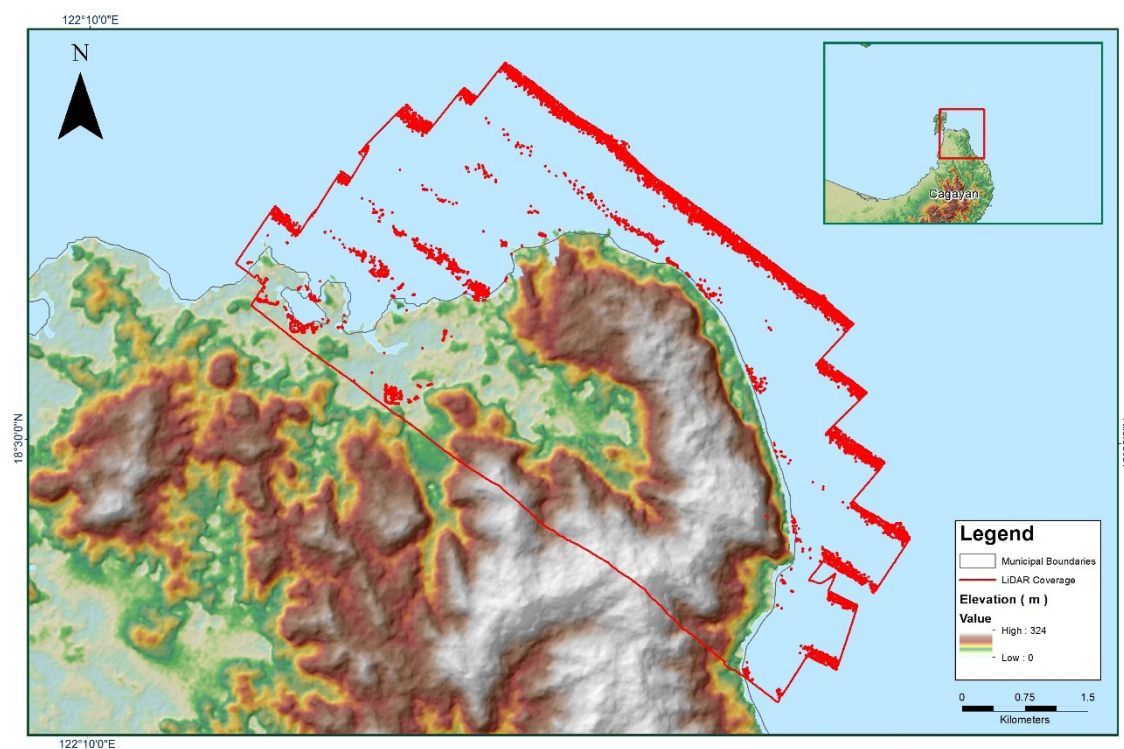 122°10'0"E
N
Cagayan
18°30'0"N
Legend
Municipal Boundaries
LiDAR Coverage
Elevation ( m )
Value
High : 324
Low : 0
0 0.75 1.5
Kilometers
122°10'0"E